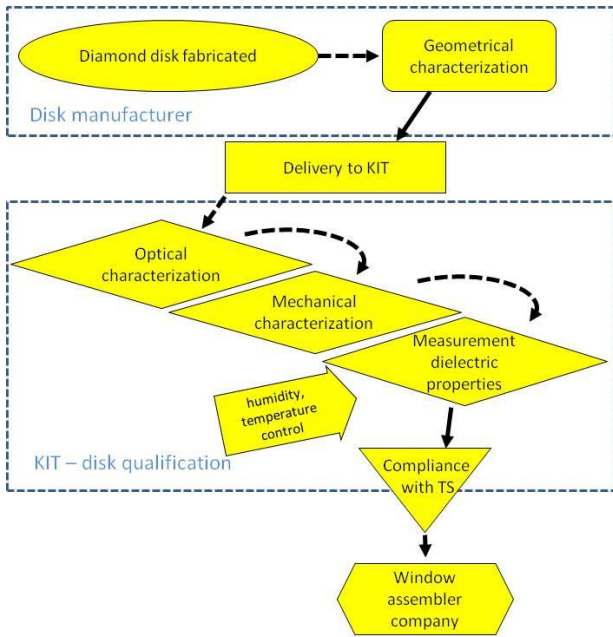 Diamond disk fabricated
Geometrical
characterization
Disk manufacturer
Delivery to KIT
Optical
characterization
Mechanical
characterization
Measurement
dielectric
properties
humidity,
temperature
control
KIT – disk qualification
Compliance
with TS
Window
assembler
company